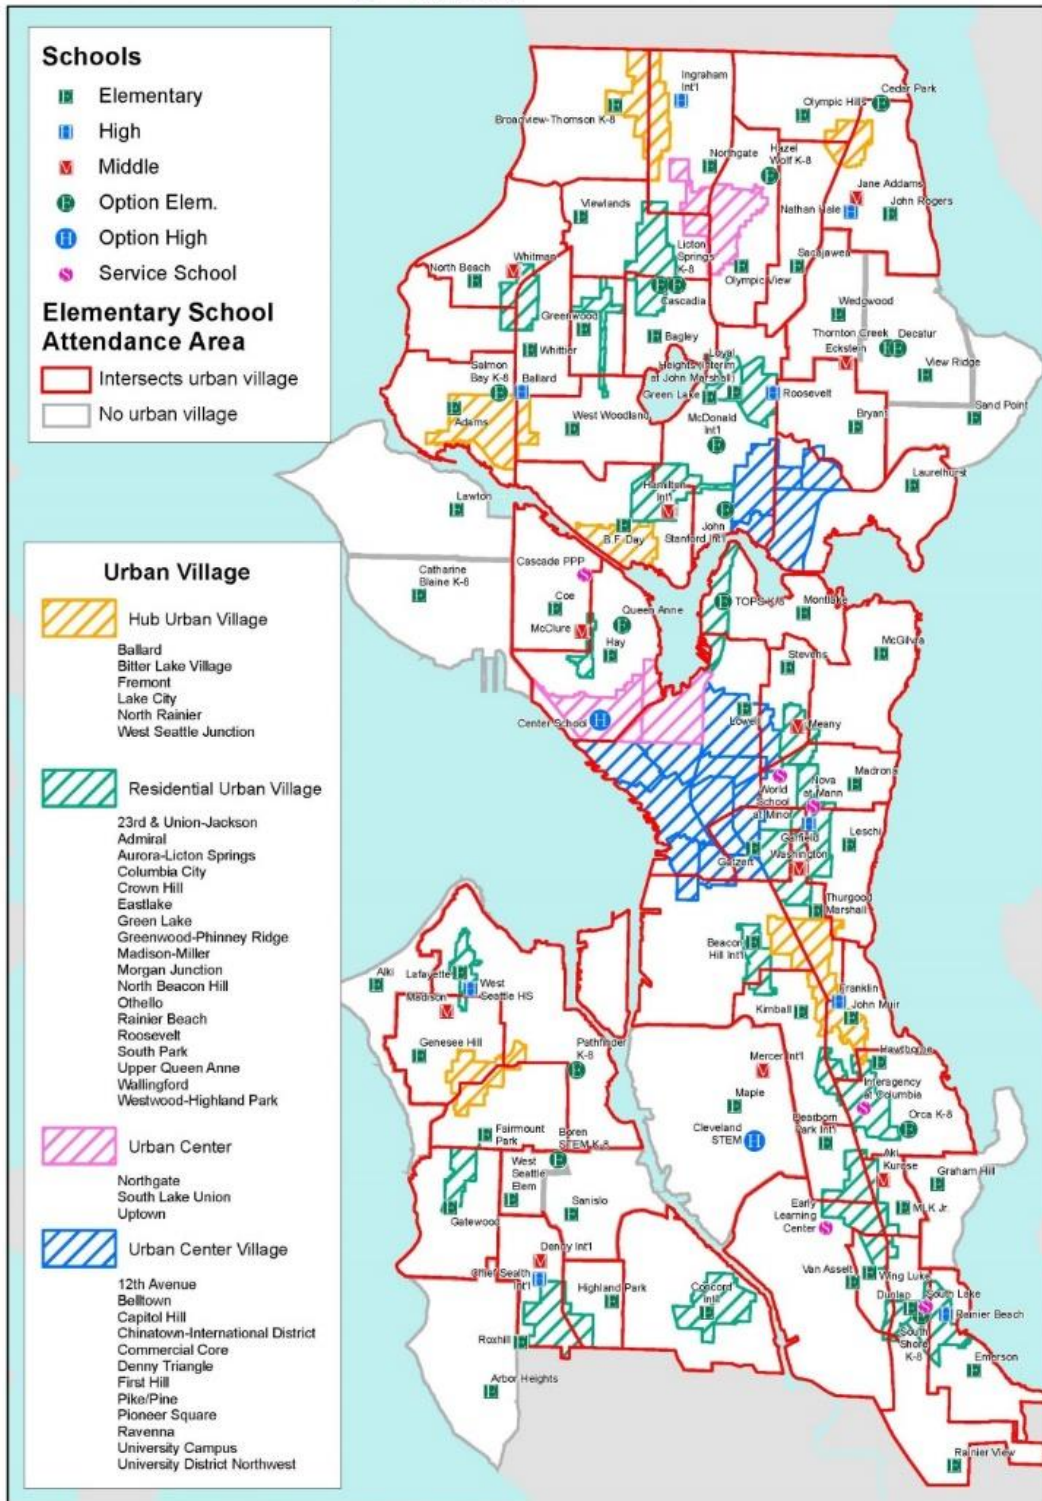 Schools
Elementary
High
Middle
Option Elem.
Option High
Service School
Elementary School
Attendance Area
Intersects urban village
No urban village
Urban Village
Hub Urban Village
Ballard
Bitter Lake Village
Fremont
Lake City
North Rainier
West Seattle Junction
Residential Urban Village
23rd & Union-Jackson
Admiral
Aurora-Licton Springs
Columbia City
Crown Hill
Eastlake
Green Lake
Greenwood-Phinney Ridge
Madison-Miller
Morgan Junction
North Beacon Hill
Othello
Rainier Beach
Roosevelt
South Park
Upper Queen Anne
Wallingford
Westwood-Highland Park
Urban Center
Northgate
South Lake Union
Uptown
Urban Center Village
12th Avenue
Belltown
Capitol Hill
Chinatown-International District
Commercial Core
Denny Triangle
First Hill
Pike/Pine
Pioneer Square
Ravenna
University Campus
University District Northwest
Ingraham
Int'l
Cedar Park
Olympic Hills
Broadview-Thomson K-8
Northgate
Hazel
Wolf K-8
Jane Addams
Nathan Hale
John Rogers
Viewlands
Licton
Springs
K-8
Whitman
North Beach
Sacajawea
Olympic View
Cascadia
Wedgwood
Greenwood
Bagley
Thornton Creek
Decatur
Eckstein
View Ridge
Whittier
Loyal
Heights (Interim
at John Marshall)
Salmon
Bay K-8
Ballard
Green Lake
Roosevelt
Sand Point
Adams
West Woodland
McDonald
Int'l
Bryant
Laurelhurst
Lawton
Hamilton
Int'l
B.F. Day
John
Stanford Int'l
Cascade PPP
Catharine
Blaine K-8
Coe
Queen Anne
TOPS K-8
Montlake
McClure
Hay
McGilvra
Stevens
Center School
Lowell
Meany
World
School
at Minor
Nova
at Mann
Madrona
Garfield
Leschi
Gatzert
Washington
Thurgood
Marshall
Beacon
Hill Int'l
Alki
Lafayette
West
Seattle HS
Madison
Franklin
Kimball
John Muir
Genesee Hill
Pathfinder
K-8
Mercer Int'l
Hawthorne
Interagency
at Columbia
Maple
Orca K-8
Cleveland
STEM
Dearborn
Park Int'l
Fairmount
Park
Boren
STEM K-8
Aki
Kurose
Graham Hill
West
Seattle
Elem
Sanislo
Early
Learning
Center
MLK Jr.
Gatewood
Denny Int'l
Chief Sealth
Int'l
Highland Park
Concord
Int'l
Van Asselt
Wing Luke
Dunlap
South Lake
Rainier Beach
South
Shore
K-8
Roxhill
Emerson
Arbor Heights
Rainier View